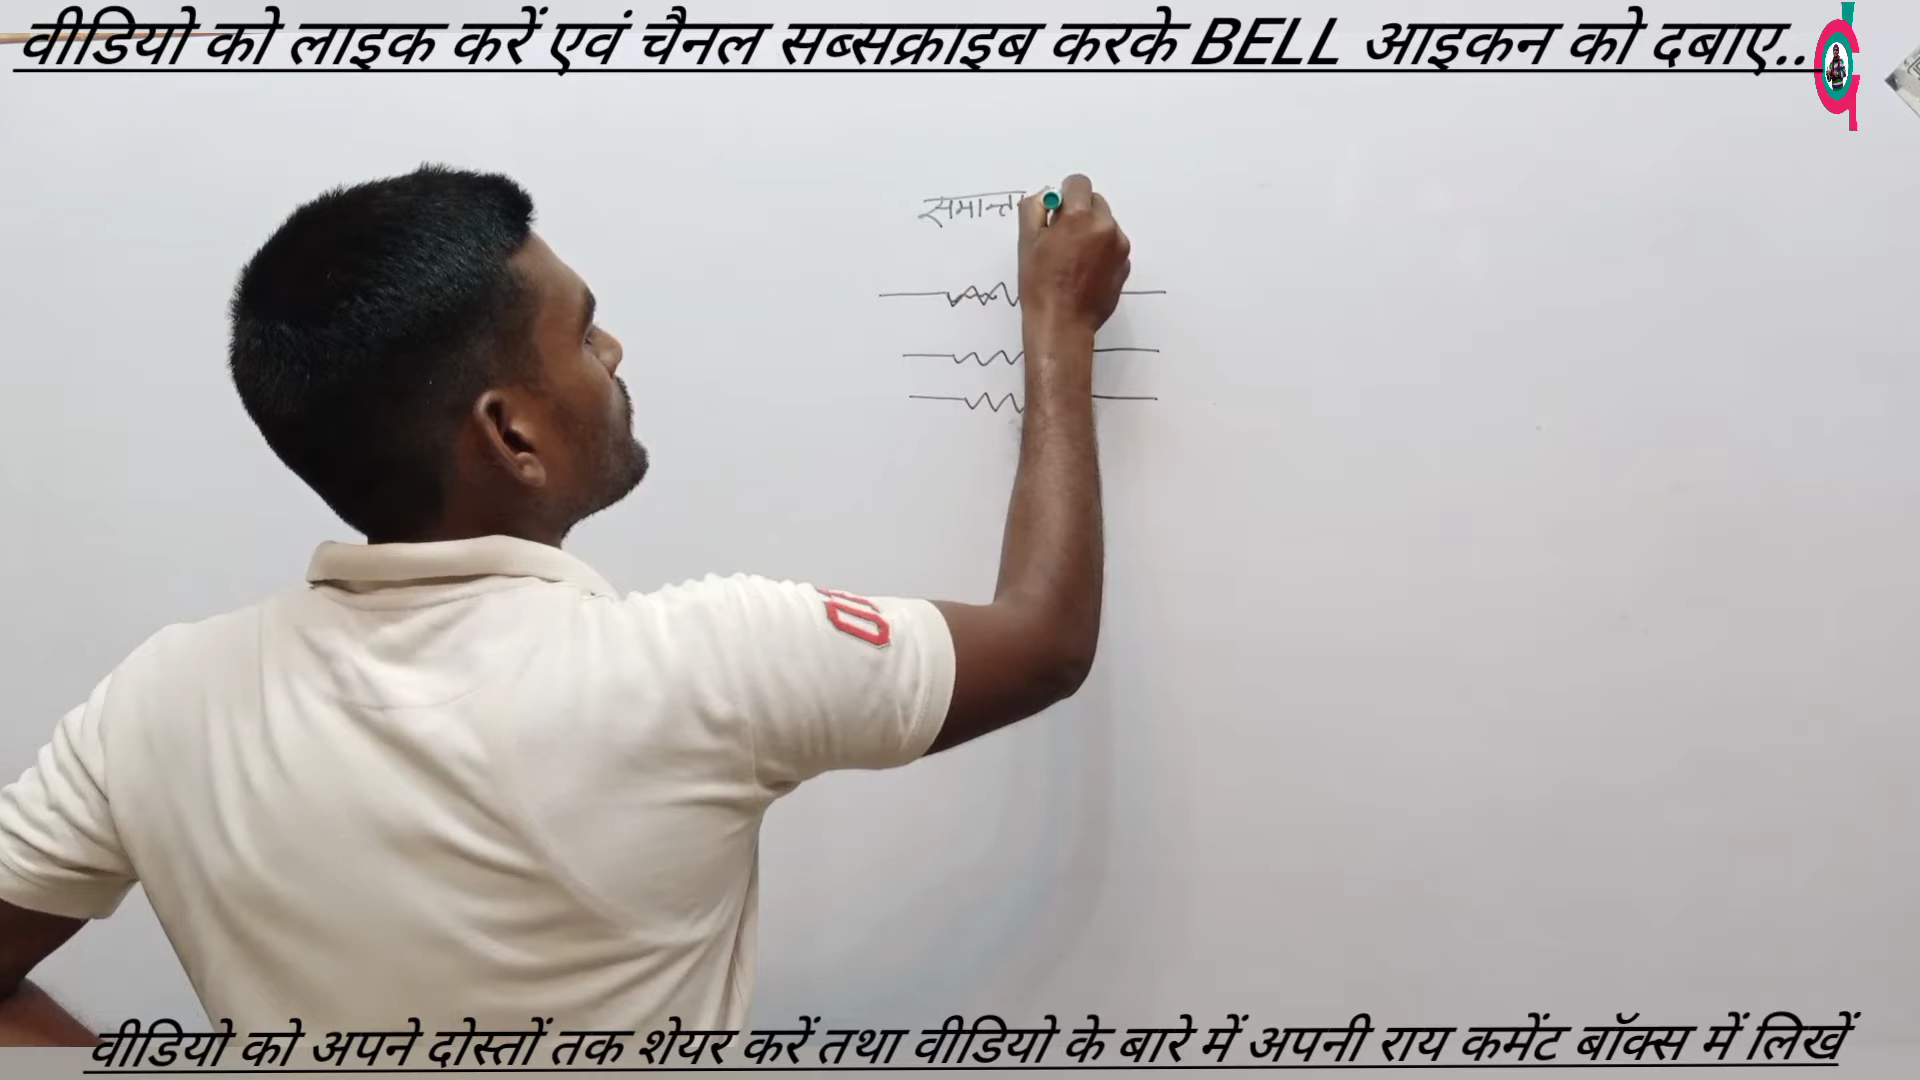 वीडियो को लाइक करें एवं चैनल सब्सक्राइब करके BELL आइकन को दबाए..
समान्त
वीडियो को अपने दोस्तों तक शेयर करें तथा वीडियो के बारे में अपनी राय कमेंट बॉक्स में लिखें